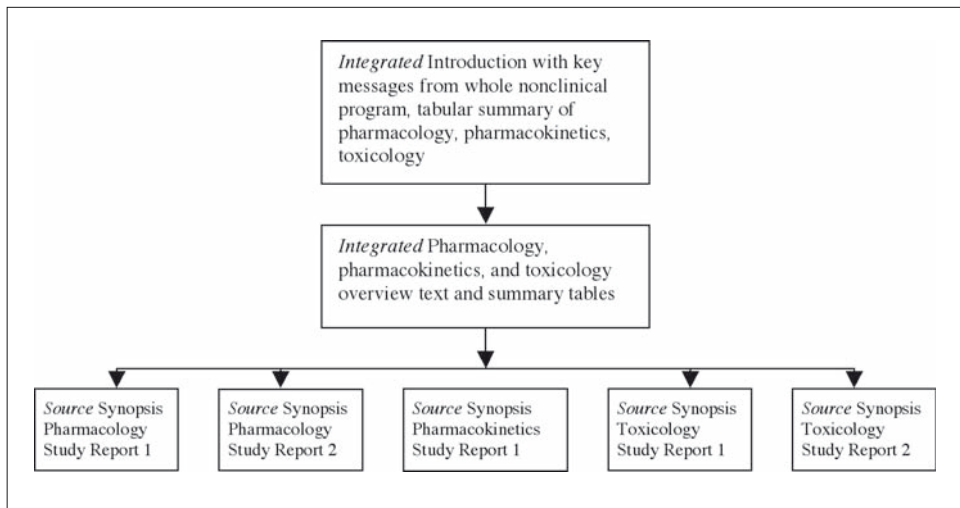 Integrated Introduction with key
messages from whole nonclinical
program, tabular summary of
pharmacology, pharmacokinetics,
toxicology
Integrated Pharmacology,
pharmacokinetics, and toxicology
overview text and summary tables
Source Synopsis
Pharmacology
Study Report 1
Source Synopsis
Pharmacology
Study Report 2
Source Synopsis
Pharmacokinetics
Study Report 1
Source Synopsis
Toxicology
Study Report 1
Source Synopsis
Toxicology
Study Report 2